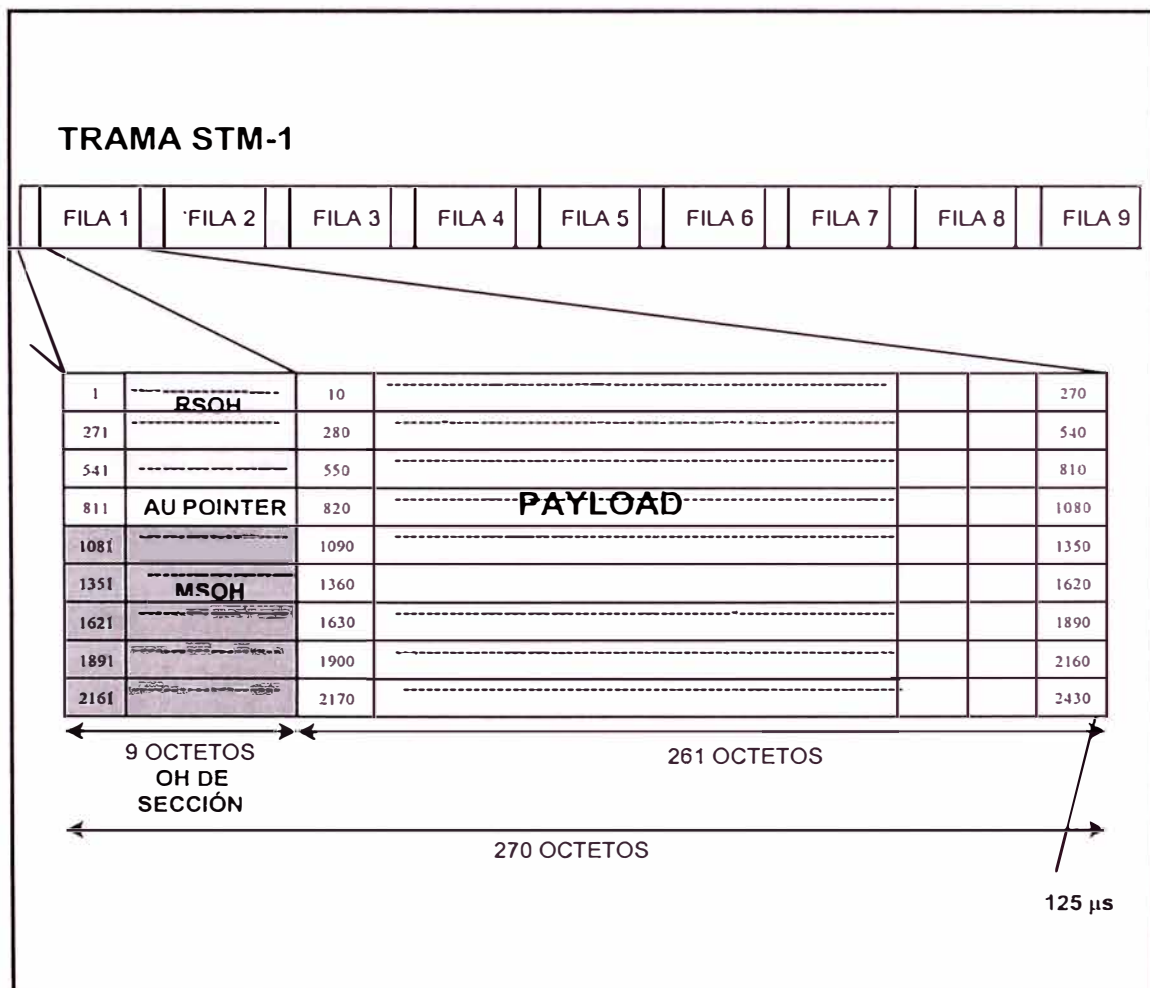 TRAMA STM-1
FILA 1 FILA 2 FILA 3 FILA 4 FILA 5 FILA 6 FILA 7 FILA 8 FILA 9
1 RSOH 10 270
271 280 540
541 550 810
811 AU POINTER 820 PAYLOAD 1080
1081 1090 1350
1351 MSOH 1360 1620
1621 1630 1890
1891 1900 2160
2161 2170 2430
9 OCTETOS 261 OCTETOS
OH DE
SECCIÓN
270 OCTETOS
125 µs